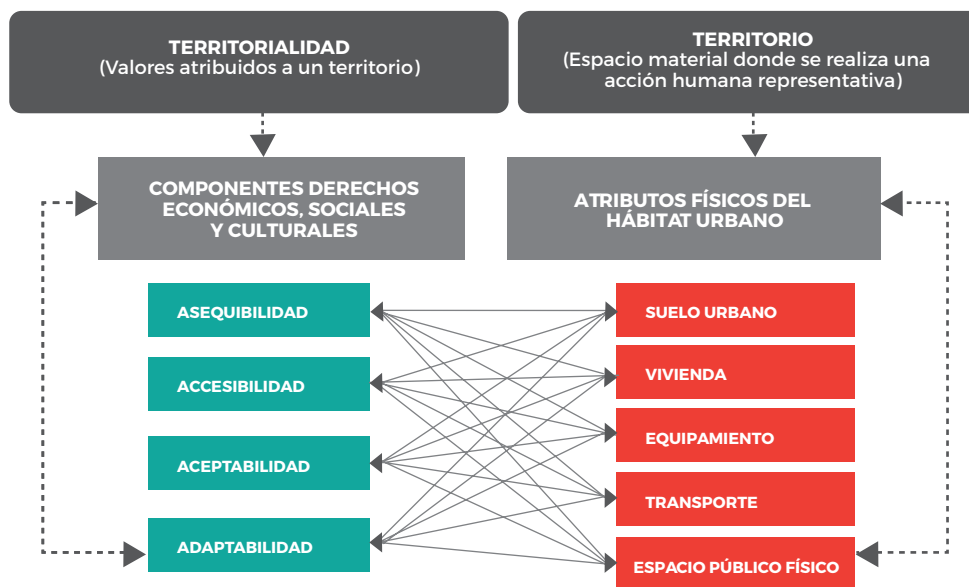 TERRITORIALIDAD
(Valores atribuidos a un territorio)
TERRITORIO
(Espacio material donde se realiza una
acción humana representativa)
COMPONENTES DERECHOS
ECONÓMICOS, SOCIALES
Y CULTURALES
ATRIBUTOS FÍSICOS DEL
HÁBITAT URBANO
ASEQUIBILIDAD
ACCESIBILIDAD
ACEPTABILIDAD
ADAPTABILIDAD
SUELO URBANO
VIVIENDA
EQUIPAMIENTO
TRANSPORTE
ESPACIO PÚBLICO FÍSICO